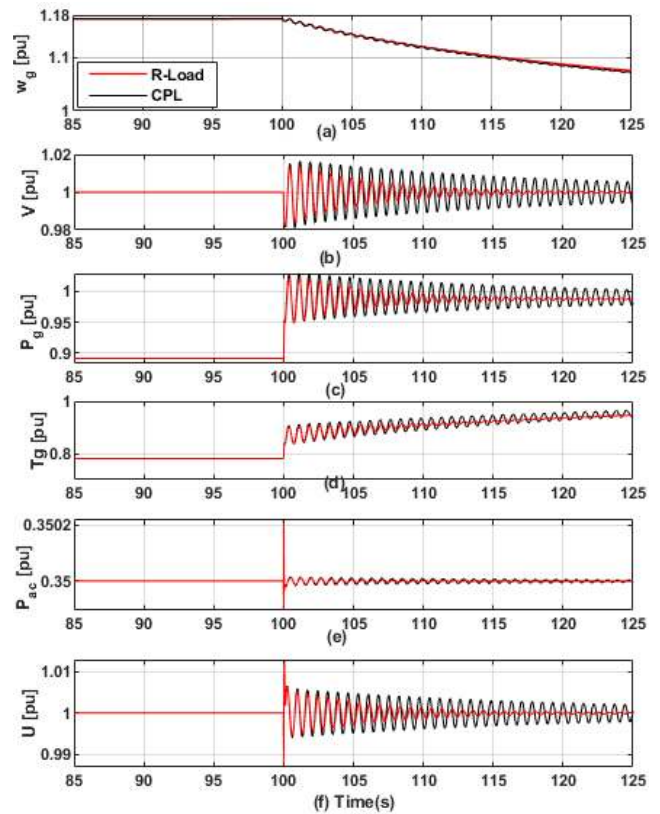 1.18
w_g [pu]
1.1
R-Load
CPL
1
85 90 95 100 105 110 115 120 125
(a)
1.02
V [pu]
1
0.98
85 90 95 100 105 110 115 120 125
(b)
P_g [pu]
1
0.95
0.9
85 90 95 100 105 110 115 120 125
(c)
1
Tg [pu]
0.8
85 90 95 100 105 110 115 120 125
(d)
0.3502
P_ac [pu]
0.35
85 90 95 100 105 110 115 120 125
(e)
1.01
U [pu]
1
0.99
85 90 95 100 105 110 115 120 125
(f) Time(s)